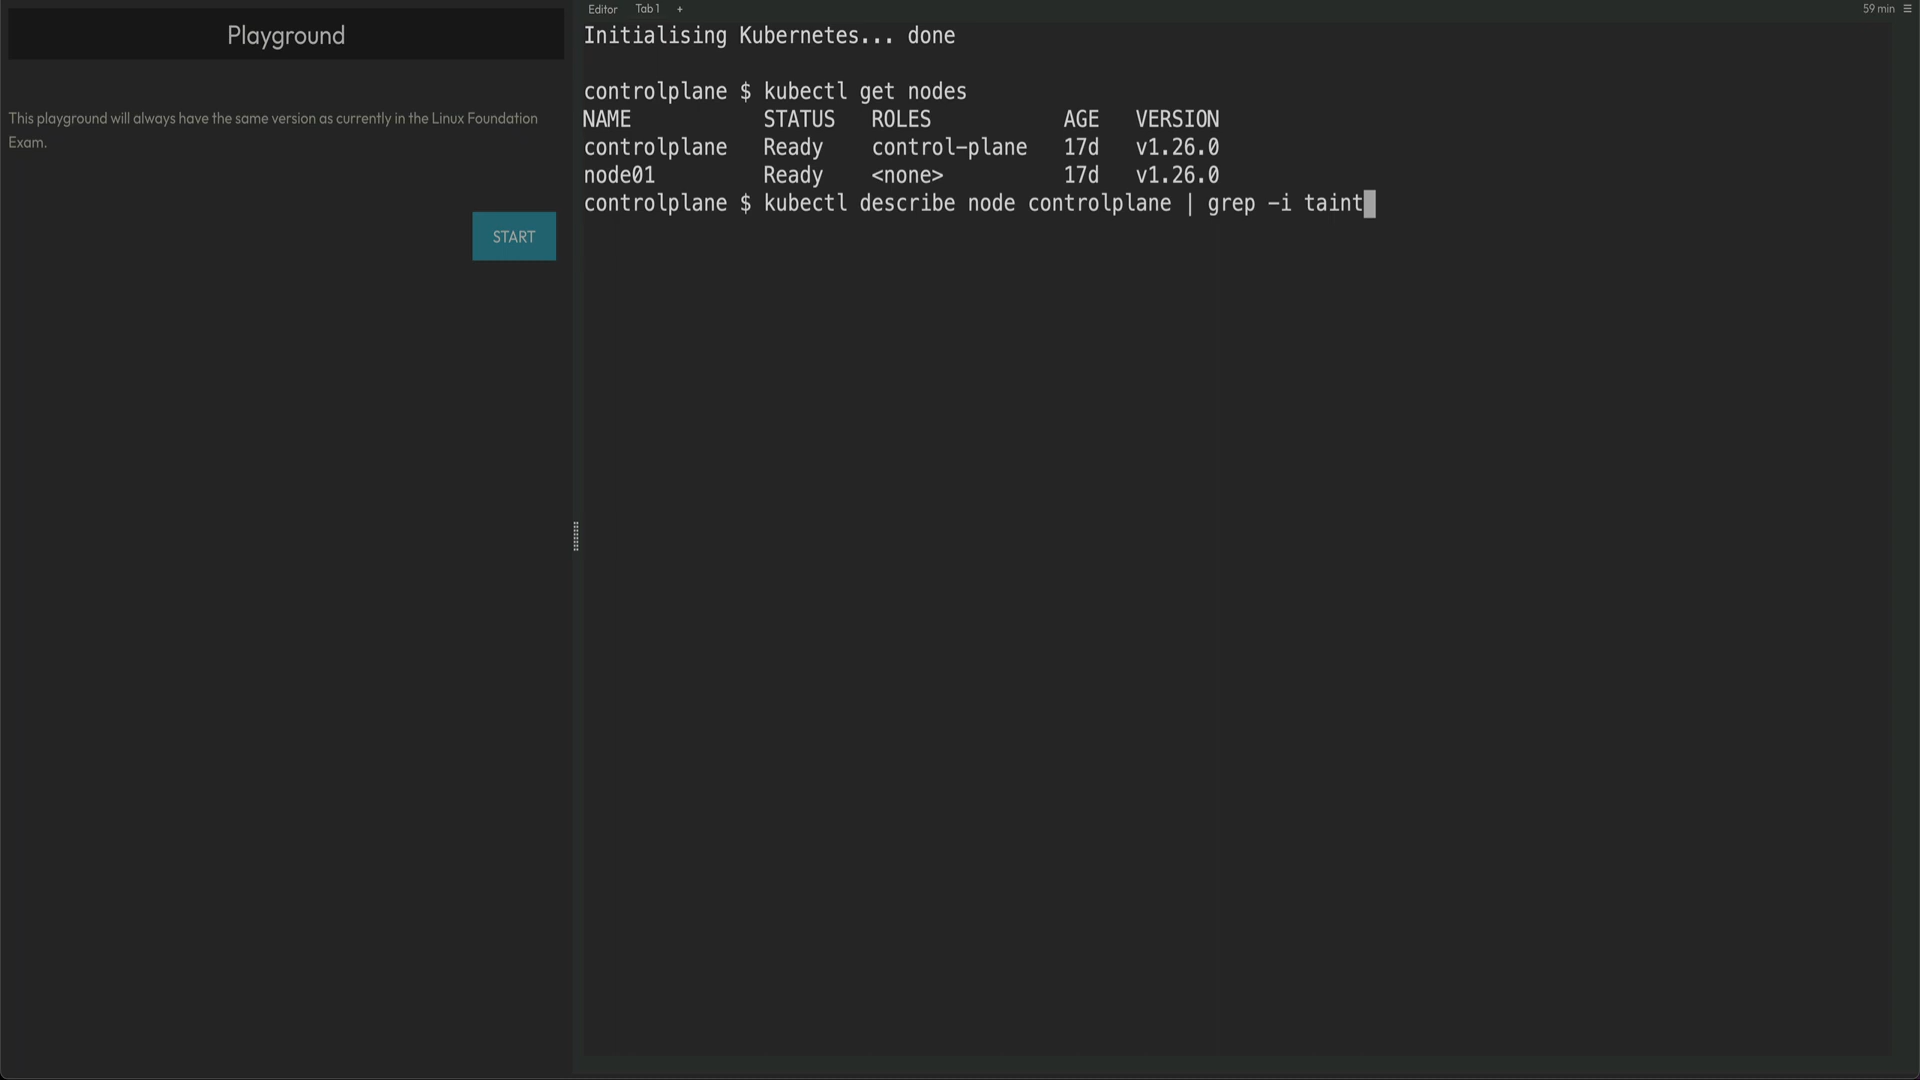 Playground
This playground will always have the same version as currently in the Linux Foundation
Exam.
START
Editor Tab 1 + 59 min
Initialising Kubernetes... done
controlplane $ kubectl get nodes
NAME STATUS ROLES AGE VERSION
controlplane Ready control-plane 17d v1.26.0
node01 Ready <none> 17d v1.26.0
controlplane $ kubectl describe node controlplane | grep -i taint